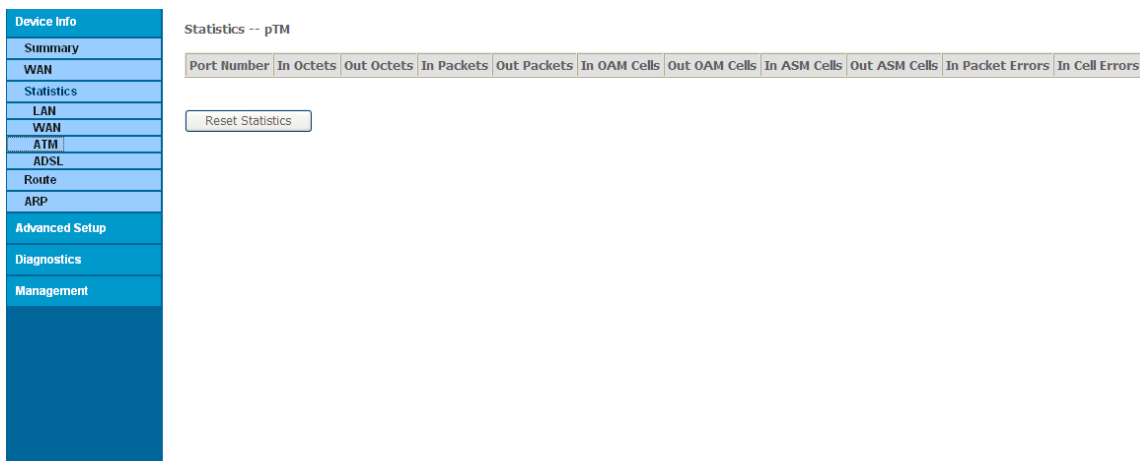 Device Info
Summary
WAN
Statistics
LAN
WAN
ATM
ADSL
Route
ARP
Advanced Setup
Diagnostics
Management
Statistics -- pTM
Port Number In Octets Out Octets In Packets Out Packets In OAM Cells Out OAM Cells In ASM Cells Out ASM Cells In Packet Errors In Cell Errors
Reset Statistics